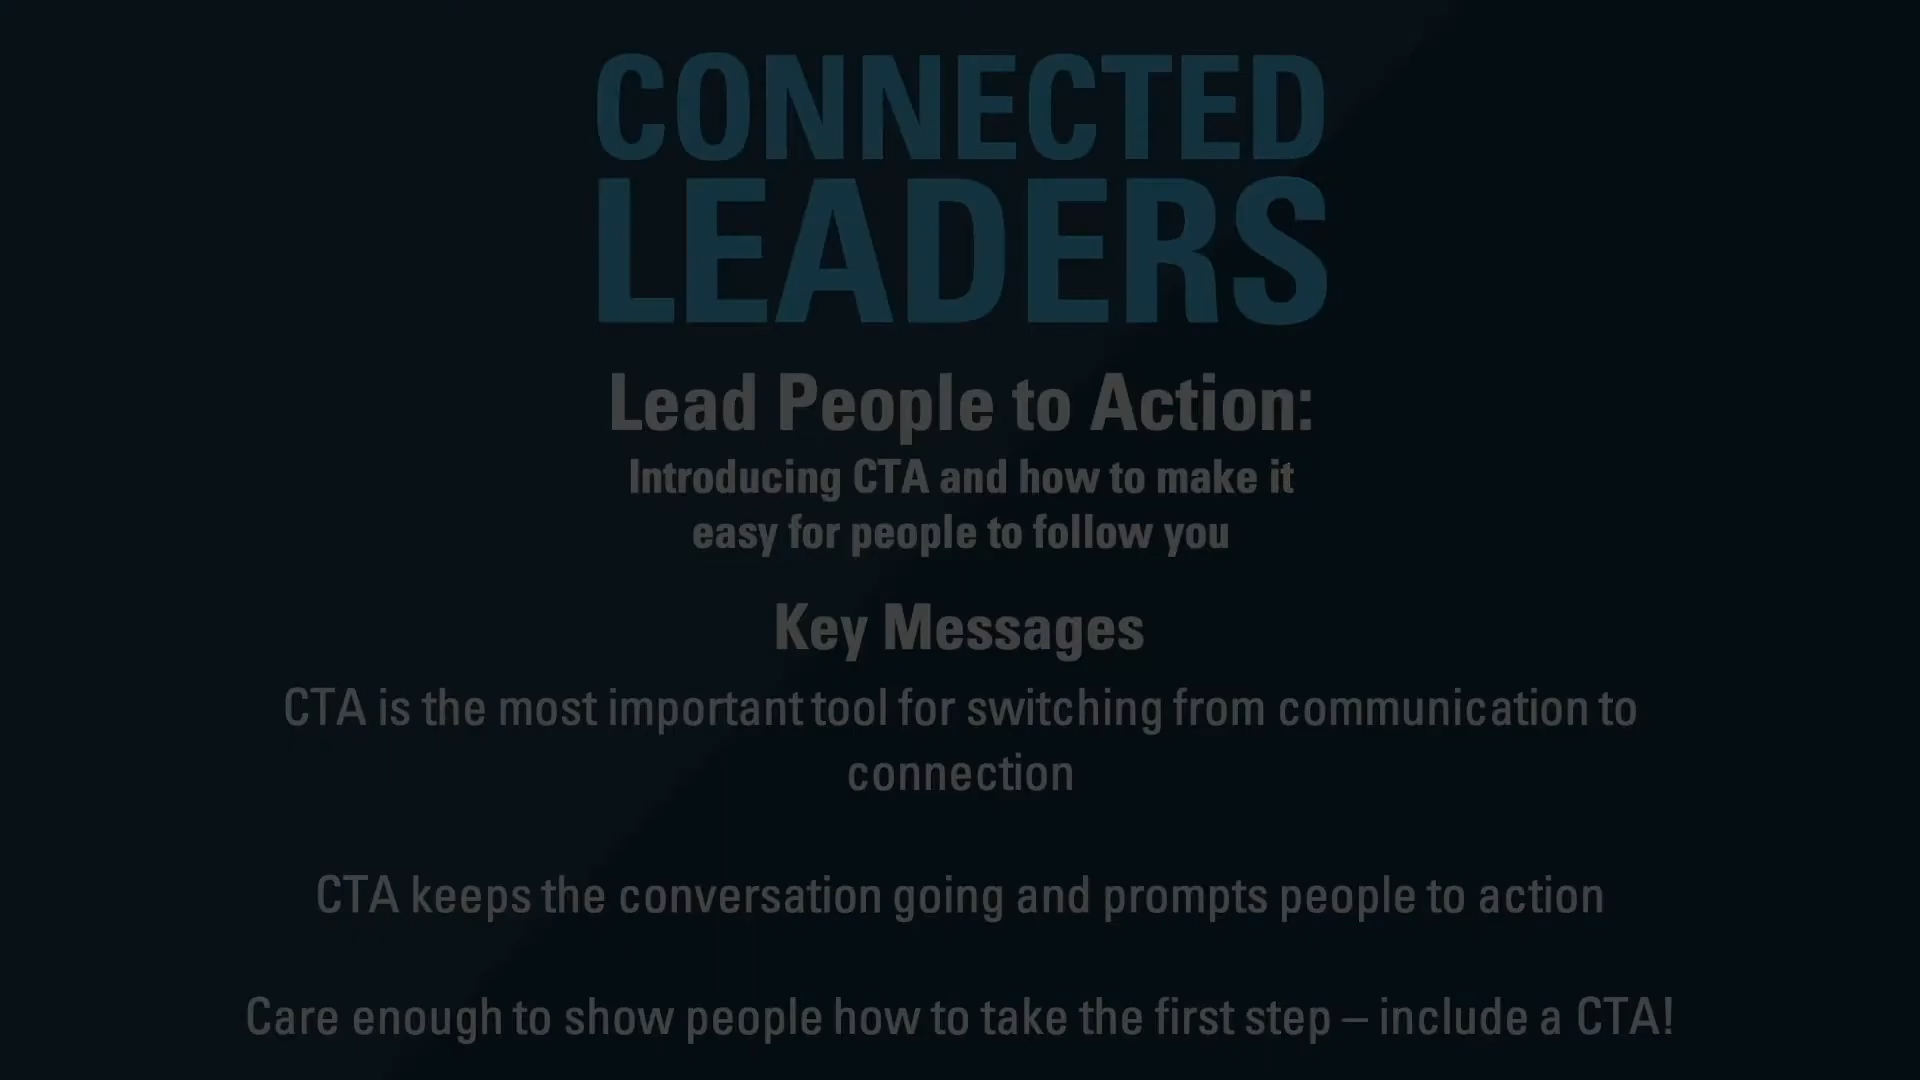 CONNECTED
LEADERS
Lead People to Action:
Introducing CTA and how to make it
easy for people to follow you
Key Messages
CTA is the most important tool for switching from communication to
connection
CTA keeps the conversation going and prompts people to action
Care enough to show people how to take the first step – include a CTA!